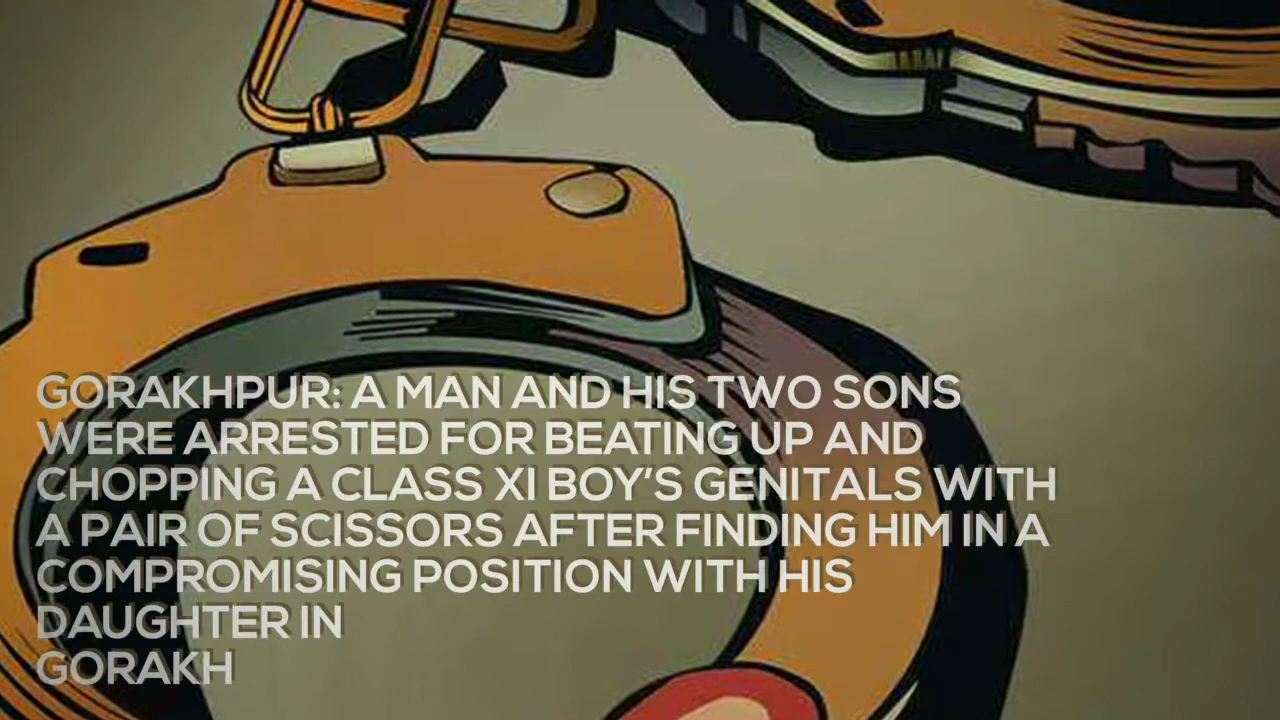 GORAKHPUR: A MAN AND HIS TWO SONS
WERE ARRESTED FOR BEATING UP AND
CHOPPING A CLASS XI BOY'S GENITALS WITH
A PAIR OF SCISSORS AFTER FINDING HIM IN A
COMPROMISING POSITION WITH HIS
DAUGHTER IN
GORAKH